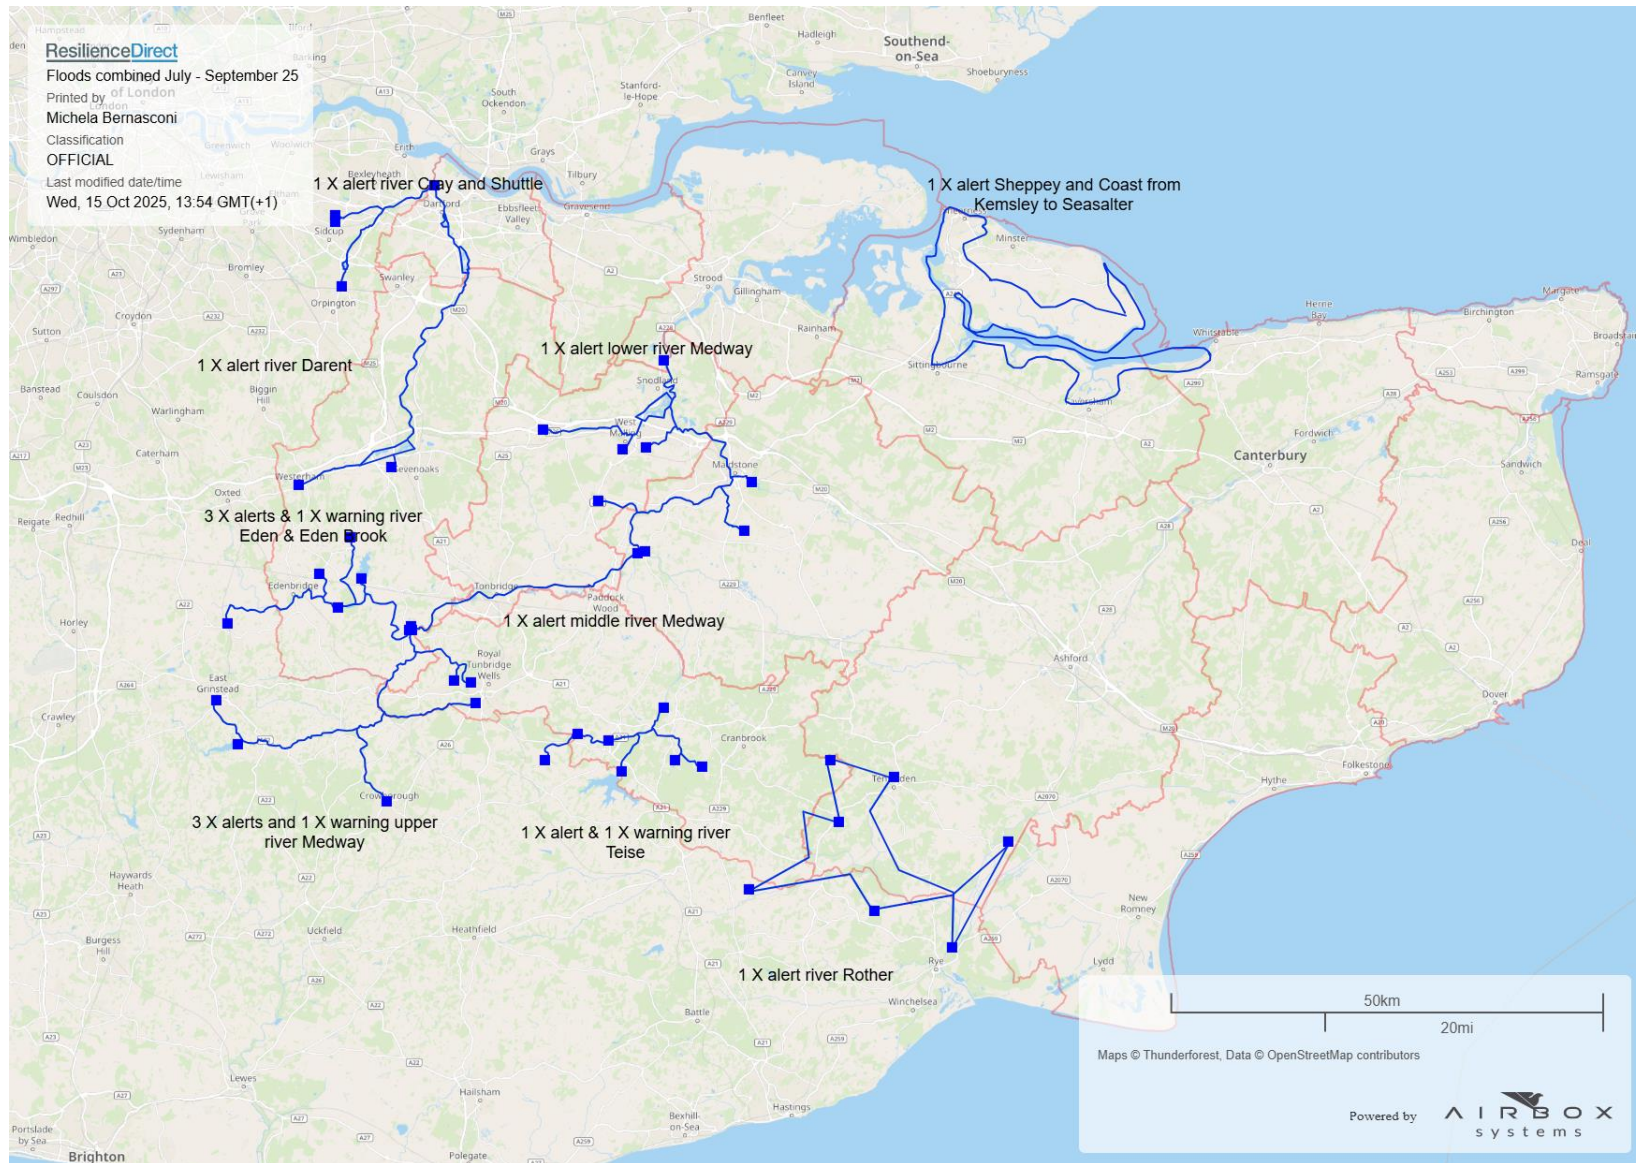 ResilienceDirect
Floods combined July - September 25
Printed by
Michela Bernasconi
Classification
OFFICIAL
Last modified date/time
Wed, 15 Oct 2025, 13:54 GMT(+1)
of London
Barking
Benfleet
Hadleigh
Southend-
on-Sea
Shoeburyness
Canvey
Island
Stanford-
le-Hope
South
Ockendon
A13
Grays
Tilbury
Erith
Bexleyheath
1 X alert river Cray and Shuttle
Dartford
Ebbsfleet
Valley
Gravesend
Sidcup
Sydenham
Wimbledon
Bromley
Swanley
Orpington
Croydon
Sutton
1 X alert Sheppey and Coast from
Kemsley to Seasalter
Minster
Strood
Gillingham
Rainham
Sittingbourne
Faversham
Whitstable
Herne
Bay
Birchington
Margate
Broadstairs
Ramsgate
1 X alert lower river Medway
1 X alert river Darent
Snodland
West
Malling
Maidstone
Banstead
Coulsdon
Biggin
Hill
Warlingham
Caterham
Westerham
Sevenoaks
Oxted
Reigate
Redhill
Fordwich
Canterbury
Sandwich
Deal
3 X alerts & 1 X warning river
Eden & Eden Brook
Edenbridge
Tonbridge
Paddock
Wood
1 X alert middle river Medway
Horley
Royal
Tunbridge
Wells
East
Grinstead
Crawley
Cranbrook
Ashford
Dover
Folkestone
Hythe
Tenterden
Crowborough
3 X alerts and 1 X warning upper
river Medway
1 X alert & 1 X warning river
Teise
Haywards
Heath
Burgess
Hill
Uckfield
Heathfield
New
Romney
Lydd
Rye
1 X alert river Rother
Winchelsea
Battle
Lewes
Hailsham
Hastings
Bexhill-
on-Sea
Portslade
by Sea
Brighton
Polegate
50km
20mi
Maps © Thunderforest, Data © OpenStreetMap contributors
Powered by
AIRBOX
systems